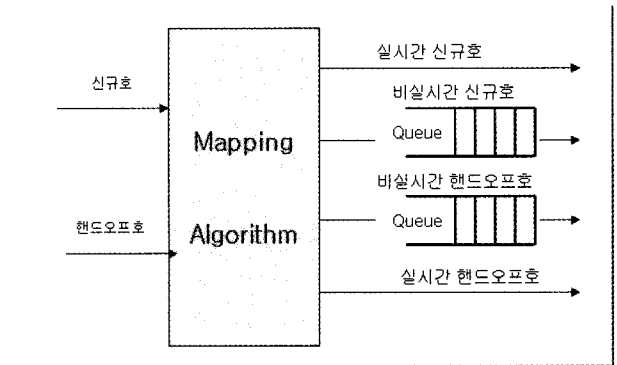 실시간 신규호
신규호
비실시간 신규호
Mapping
Queue
비실시간 핸드오프호
핸드오프호
Algorithm
Queue
실시간 핸드오프호